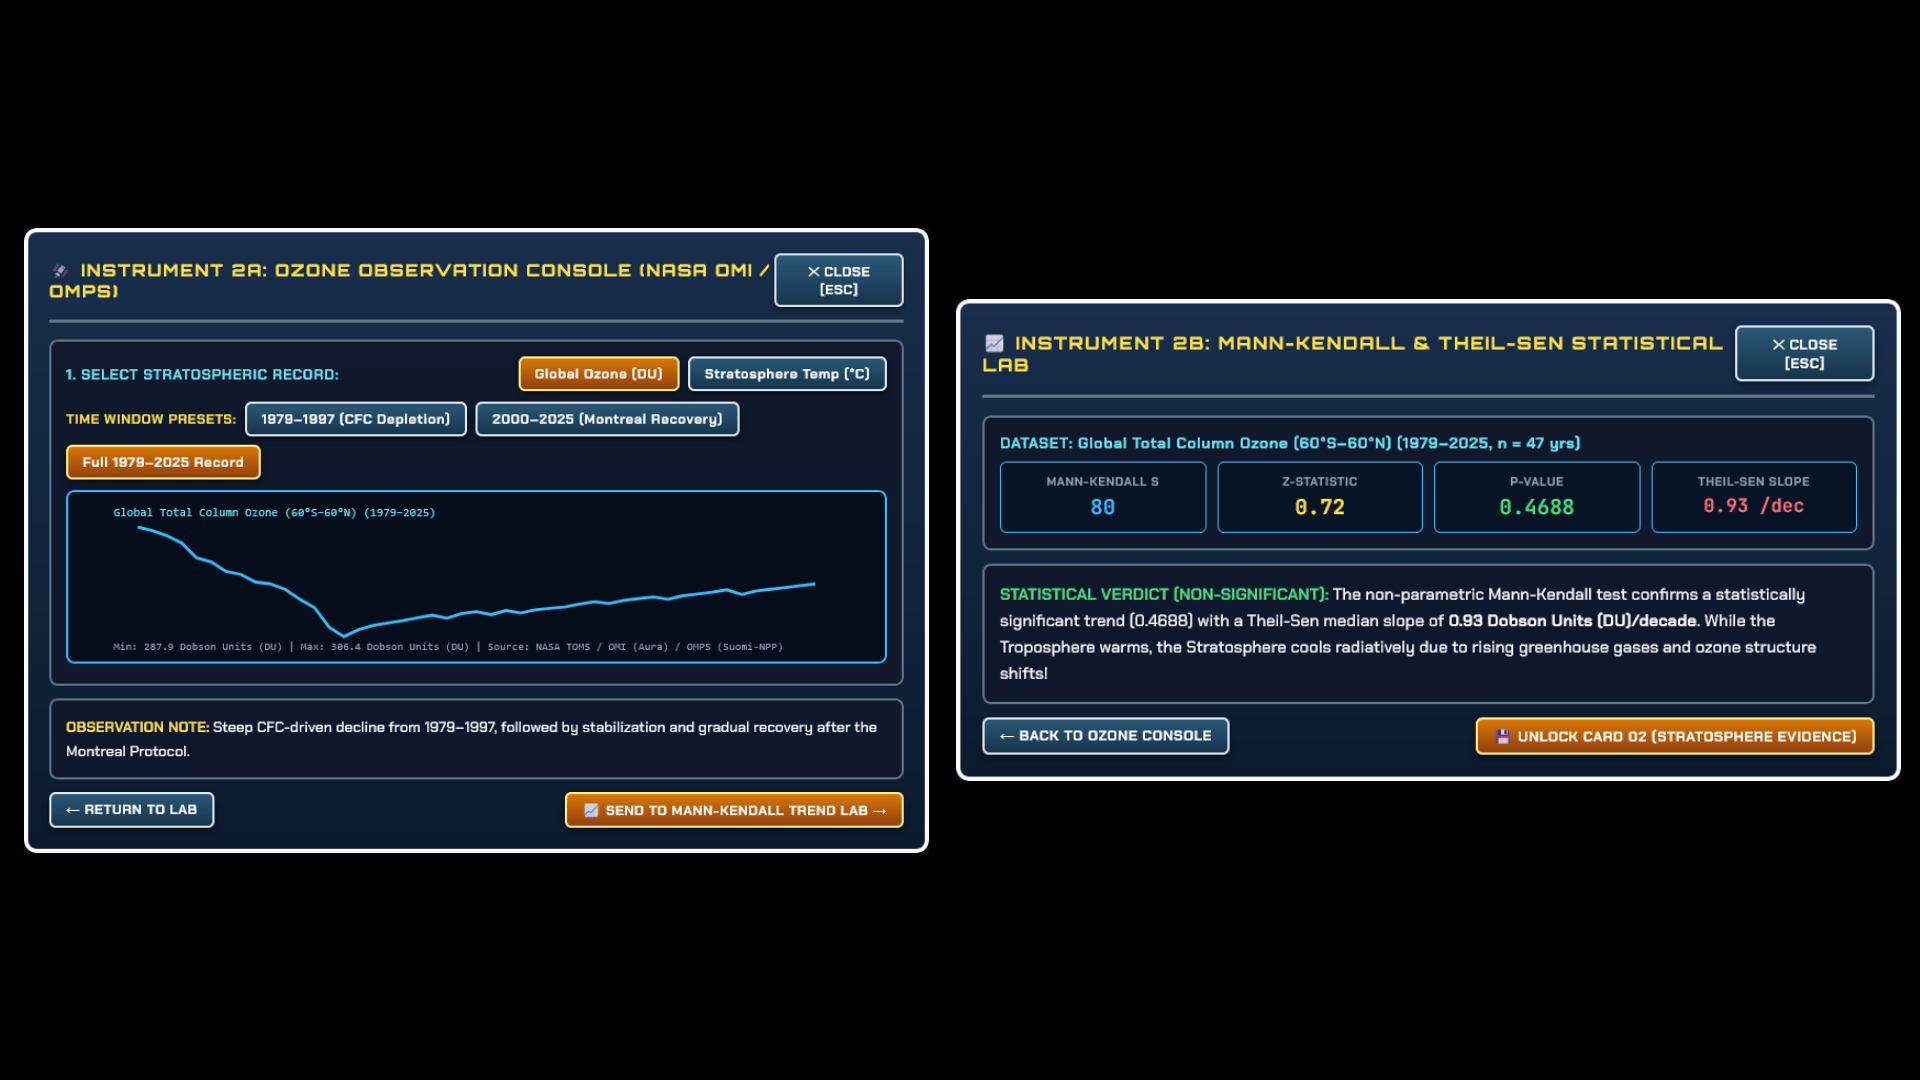 INSTRUMENT 2A: OZONE OBSERVATION CONSOLE (NASA OMI /
OMPS)
✕ CLOSE
[ESC]
1. SELECT STRATOSPHERIC RECORD:
Global Ozone (DU)
Stratosphere Temp (°C)
TIME WINDOW PRESETS:
1979–1997 (CFC Depletion)
2000–2025 (Montreal Recovery)
Full 1979–2025 Record
Global Total Column Ozone (60°S–60°N) (1979–2025)
Min: 287.9 Dobson Units (DU) | Max: 306.4 Dobson Units (DU) | Source: NASA TOMS / OMI (Aura) / OMPS (Suomi-NPP)
OBSERVATION NOTE: Steep CFC-driven decline from 1979–1997, followed by stabilization and gradual recovery after the
Montreal Protocol.
← RETURN TO LAB
SEND TO MANN-KENDALL TREND LAB →
INSTRUMENT 2B: MANN-KENDALL & THEIL-SEN STATISTICAL
LAB
✕ CLOSE
[ESC]
DATASET: Global Total Column Ozone (60°S–60°N) (1979–2025, n = 47 yrs)
MANN-KENDALL S
80
Z-STATISTIC
0.72
P-VALUE
0.4688
THEIL-SEN SLOPE
0.93 /dec
STATISTICAL VERDICT (NON-SIGNIFICANT): The non-parametric Mann-Kendall test confirms a statistically
significant trend (0.4688) with a Theil-Sen median slope of 0.93 Dobson Units (DU)/decade. While the
Troposphere warms, the Stratosphere cools radiatively due to rising greenhouse gases and ozone structure
shifts!
← BACK TO OZONE CONSOLE
UNLOCK CARD 02 (STRATOSPHERE EVIDENCE)